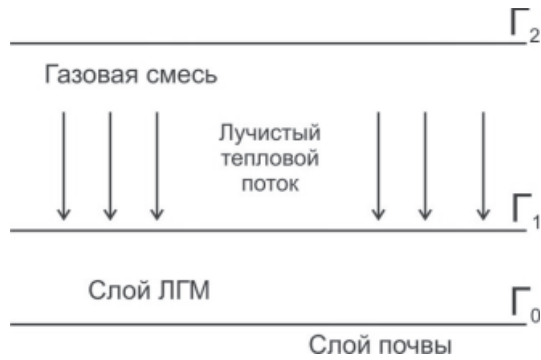 Г2
Газовая смесь
Лучистый
тепловой
поток
Г1
Слой ЛГМ
Г0
Слой почвы